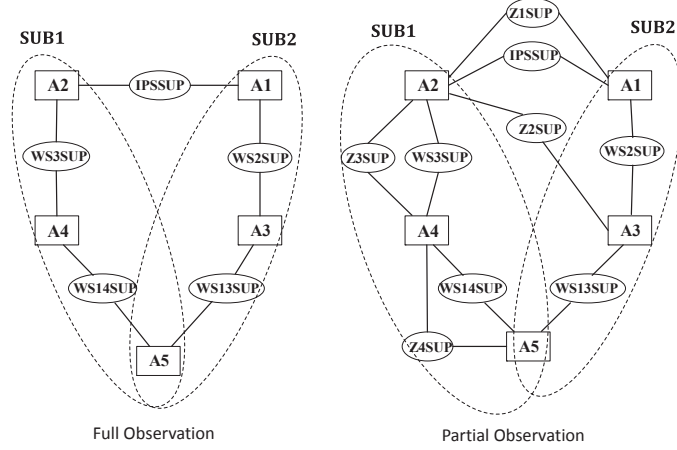 SUB1
SUB2
A2
IPSSUP
A1
WS3SUP
WS2SUP
A4
A3
WS14SUP
WS13SUP
A5
Full Observation
Z1SUP
SUB1
SUB2
IPSSUP
A2
A1
Z2SUP
Z3SUP
WS3SUP
WS2SUP
A4
A3
WS14SUP
WS13SUP
Z4SUP
A5
Partial Observation